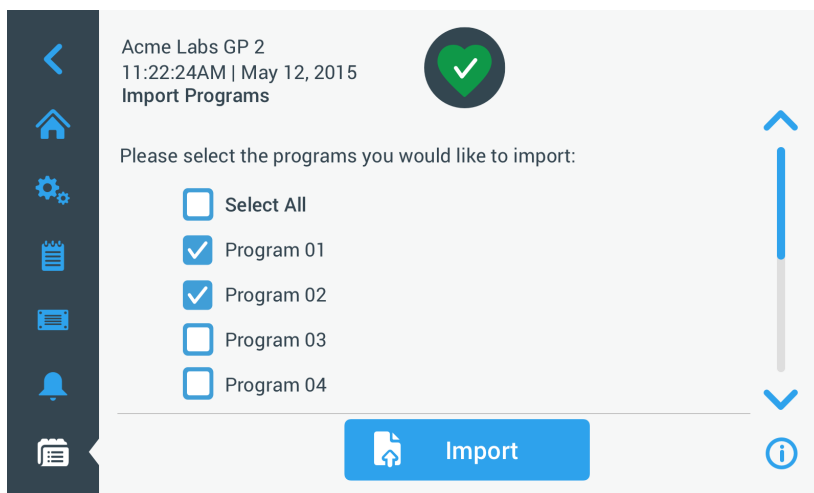 Acme Labs GP 2
11:22:24AM | May 12, 2015
Import Programs
Please select the programs you would like to import:
Select All
Program 01
Program 02
Program 03
Program 04
Import